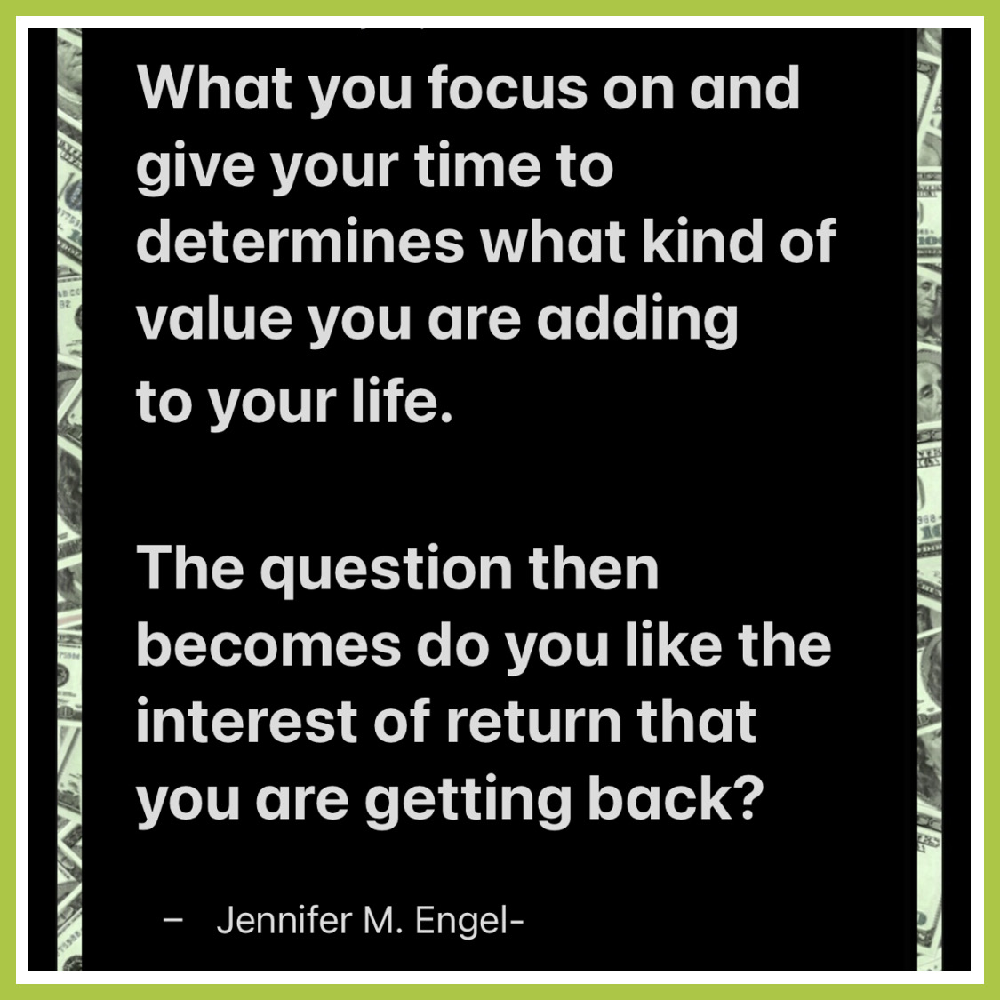 What you focus on and
give your time to
determines what kind of
value you are adding
to your life.
The question then
becomes do you like the
interest of return that
you are getting back?
– Jennifer M. Engel-